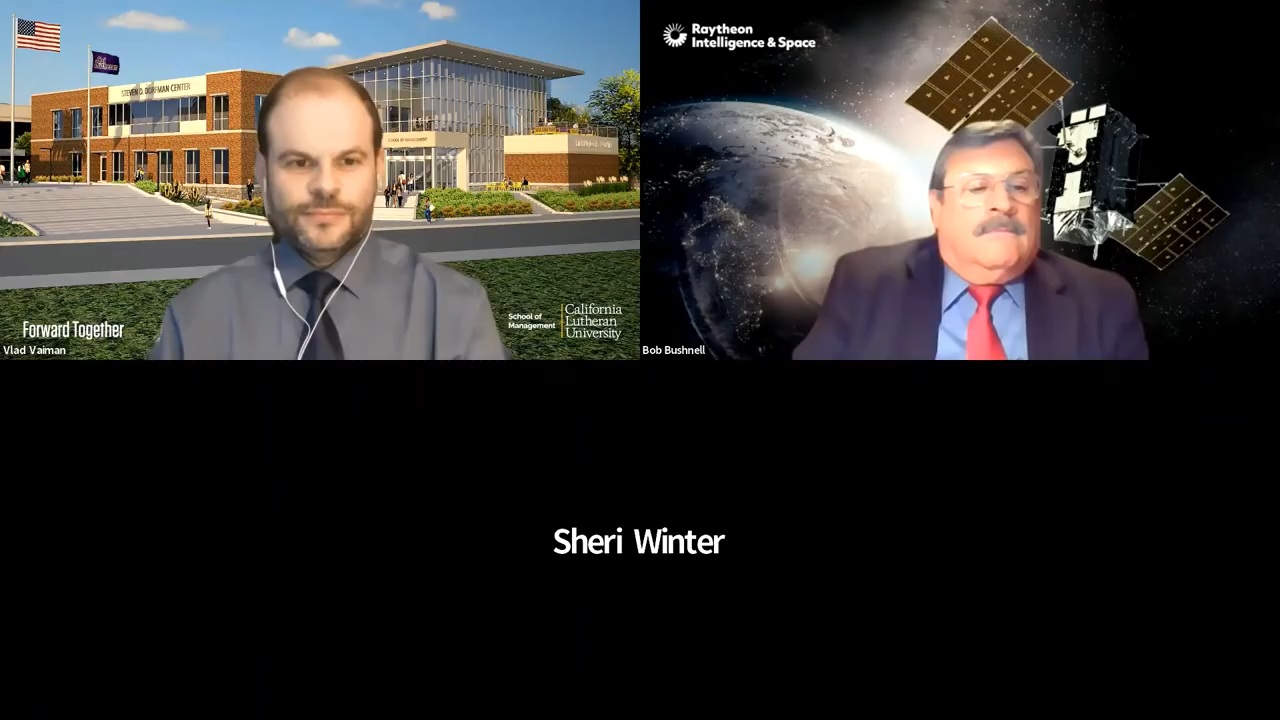 STEVEN D. DORFMAN CENTER
SCHOOL OF MANAGEMENT
Forward Together
School of
Management
California
Lutheran
University
Vlad Vaiman
Raytheon
Intelligence & Space
Bob Bushnell
Sheri Winter